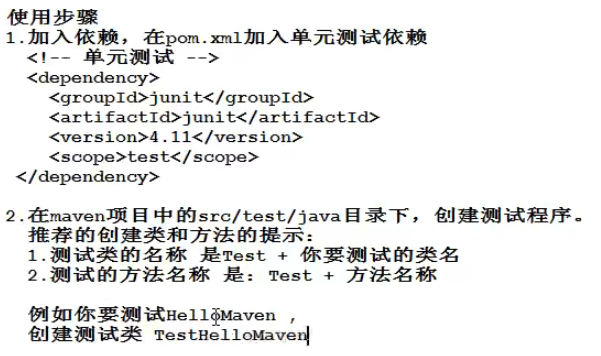 使用步骤
1.加入依赖，在pom.xml加入单元测试依赖
<!-- 单元测试 -->
<dependency>
<groupId>junit</groupId>
<artifactId>junit</artifactId>
<version>4.11</version>
<scope>test</scope>
</dependency>
2.在maven项目中的src/test/java目录下，创建测试程序。
推荐的创建类和方法的提示：
1.测试类的名称 是Test + 你要测试的类名
2.测试的方法名称 是：Test + 方法名称
例如你要测试HelloMaven ,
创建测试类 TestHelloMaven